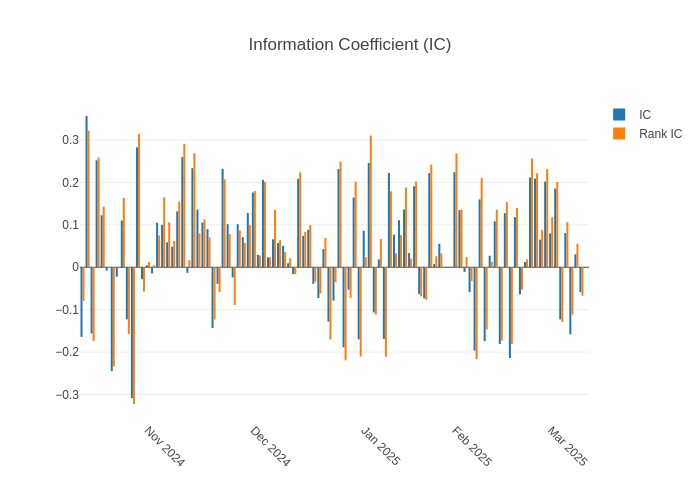 Information Coefficient (IC)
IC
Rank IC
0.3
0.2
0.1
0
−0.1
−0.2
−0.3
Nov 2024
Dec 2024
Jan 2025
Feb 2025
Mar 2025